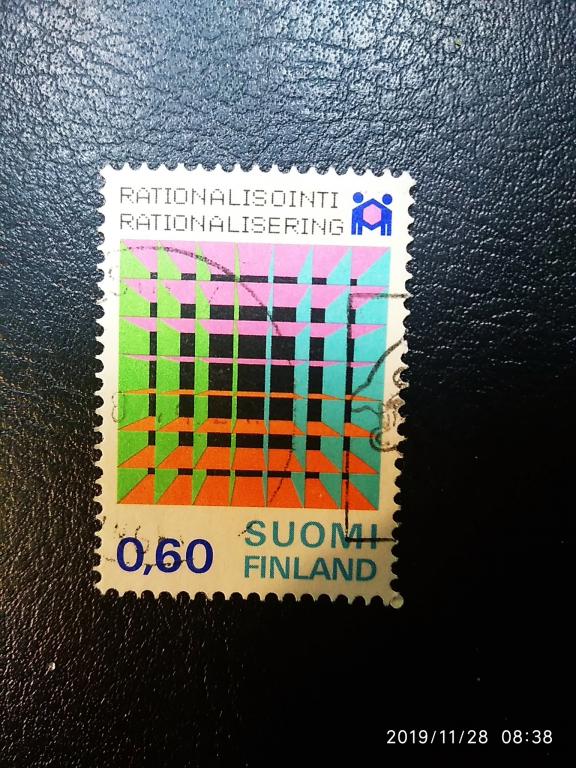 RATIONALISOINTI
RATIONALISERING
0,60
SUOMI
FINLAND
2019/11/28 08:38